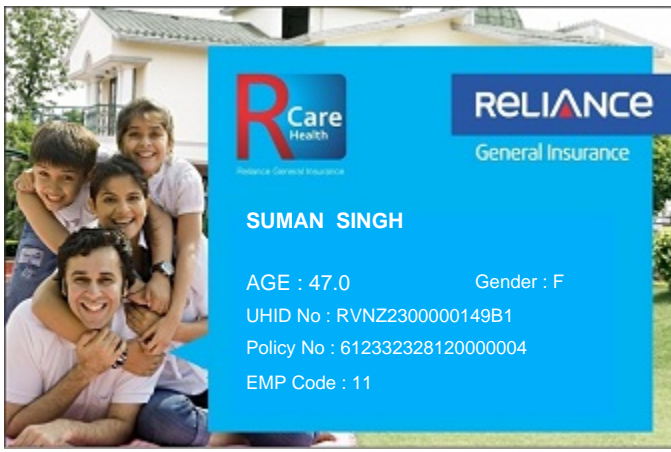 R Care
Health
Reliance General Insurance
RELIANCE
General Insurance
SUMAN  SINGH
AGE : 47.0
Gender : F
UHID No : RVNZ2300000149B1
Policy No : 612332328120000004
EMP Code : 11